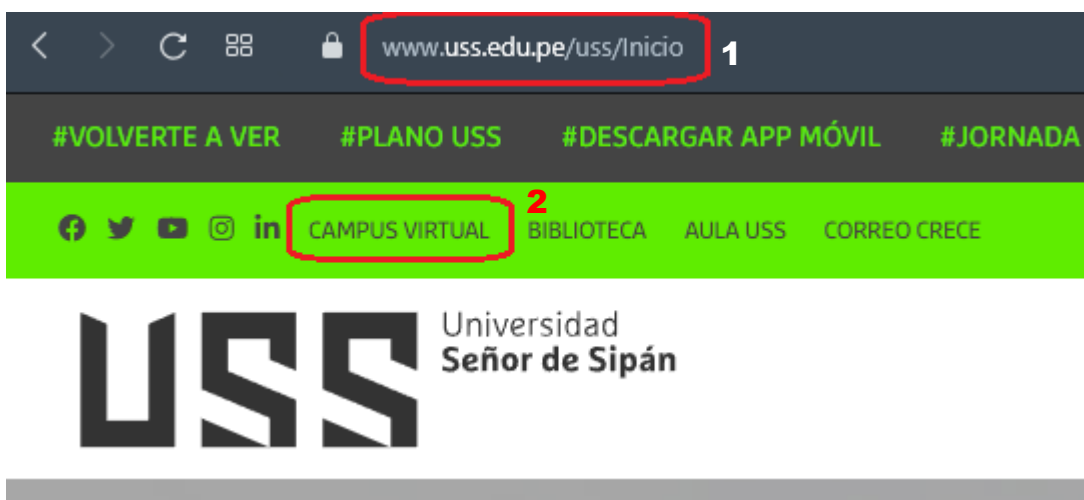 www.uss.edu.pe/uss/Inicio 1
#VOLVERTE A VER #PLANO USS #DESCARGAR APP MÓVIL #JORNADA
2
in CAMPUS VIRTUAL BIBLIOTECA AULA USS CORREO CRECE
USS Universidad
Señor de Sipán